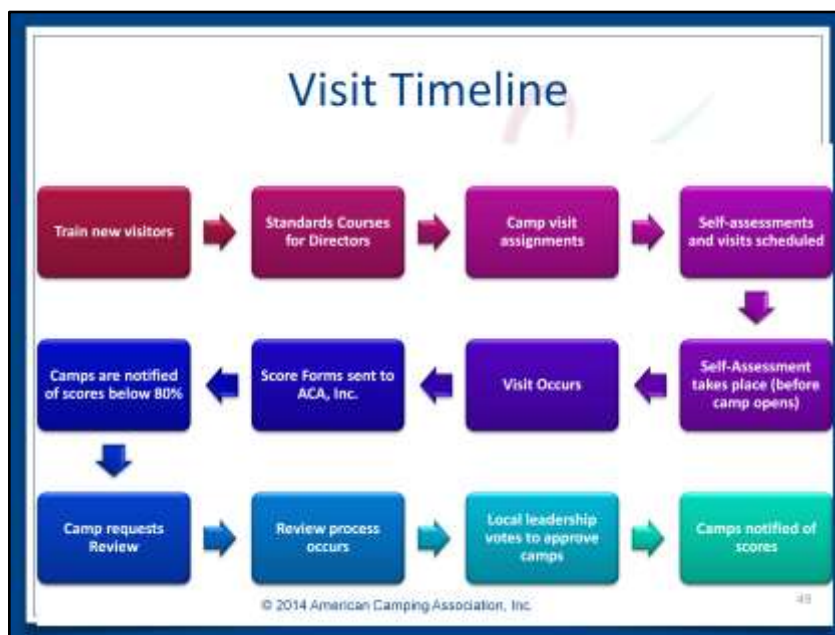 Visit Timeline
Train new visitors
Standards Courses
for Directors
Camp visit
assignments
Self-assessments
and visits scheduled
Self-Assessment
takes place (before
camp opens)
Visit Occurs
Score Forms sent to
ACA, Inc.
Camps are notified
of scores below 80%
Camp requests
Review
Review process
occurs
Local leadership
votes to approve
camps
Camps notified of
scores
© 2014 American Camping Association, Inc.
49